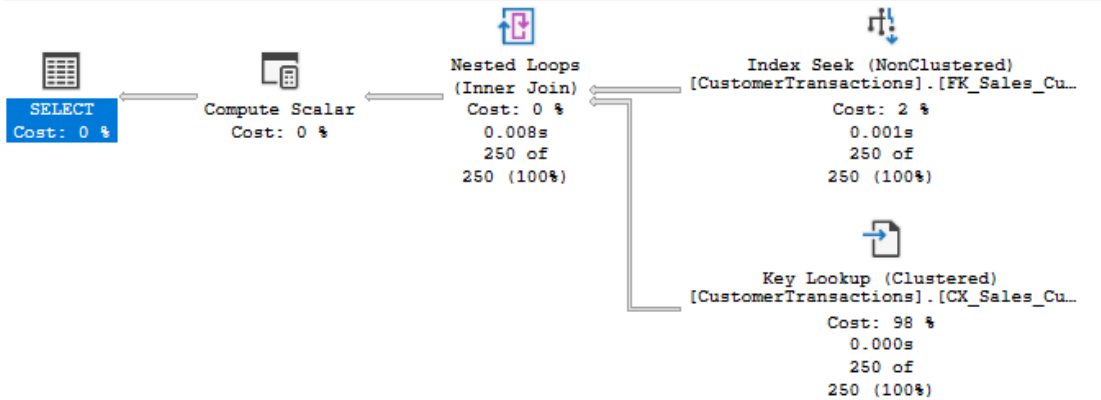 SELECT
Cost: 0 %
Compute Scalar
Cost: 0 %
Nested Loops
(Inner Join)
Cost: 0 %
0.008s
250 of
250 (100%)
Index Seek (NonClustered)
[CustomerTransactions].[FK_Sales_Cu…
Cost: 2 %
0.001s
250 of
250 (100%)
Key Lookup (Clustered)
[CustomerTransactions].[CX_Sales_Cu…
Cost: 98 %
0.000s
250 of
250 (100%)